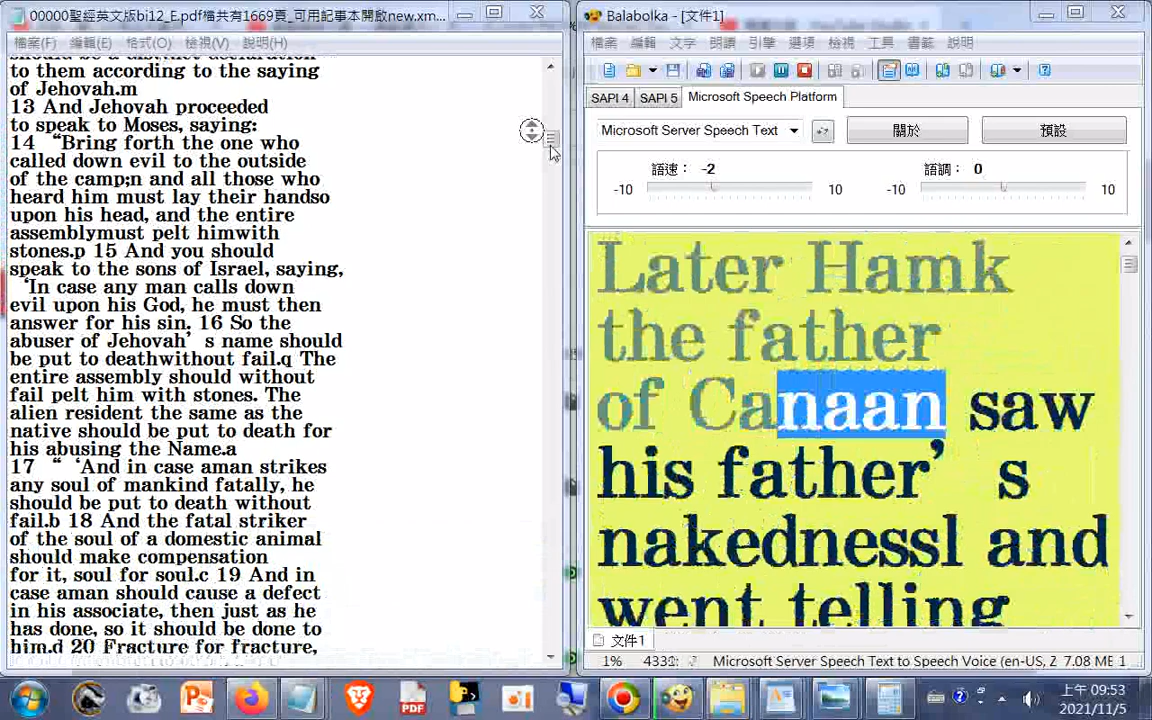 00000聖經英文版bi12_E.pdf檔共有1669頁_可用記事本開啟new.xm...
檔案(F) 編輯(E) 格式(O) 檢視(V) 說明(H)
should be a distinct declaration
to them according to the saying
of Jehovah.m
13 And Jehovah proceeded
to speak to Moses, saying:
14 “Bring forth the one who
called down evil to the outside
of the camp;n and all those who
heard him must lay their handso
upon his head, and the entire
assemblymust pelt himwith
stones.p 15 And you should
speak to the sons of Israel, saying,
‘In case any man calls down
evil upon his God, he must then
answer for his sin. 16 So the
abuser of Jehovah’s name should
be put to deathwithout fail.q The
entire assembly should without
fail pelt him with stones. The
alien resident the same as the
native should be put to death for
his abusing the Name.a
17 “ ‘And in case aman strikes
any soul of mankind fatally, he
should be put to death without
fail.b 18 And the fatal striker
of the soul of a domestic animal
should make compensation
for it, soul for soul.c 19 And in
case aman should cause a defect
in his associate, then just as he
has done, so it should be done to
him.d 20 Fracture for fracture,
Balabolka - [文件1]
檔案 編輯 文字 朗讀 引擎 選項 檢視 工具 書籤 說明
SAPI 4 SAPI 5 Microsoft Speech Platform
Microsoft Server Speech Text 關於 預設
語速: -2 語調: 0
-10 10 -10 10
Later Hamk
the father
of Canaan saw
his father’s
nakednessl and
went telling
文件1
1% Microsoft Server Speech Text to Speech Voice (en-US, Z 7.08 ME 1
上午 09:53
2021/11/5
PDF